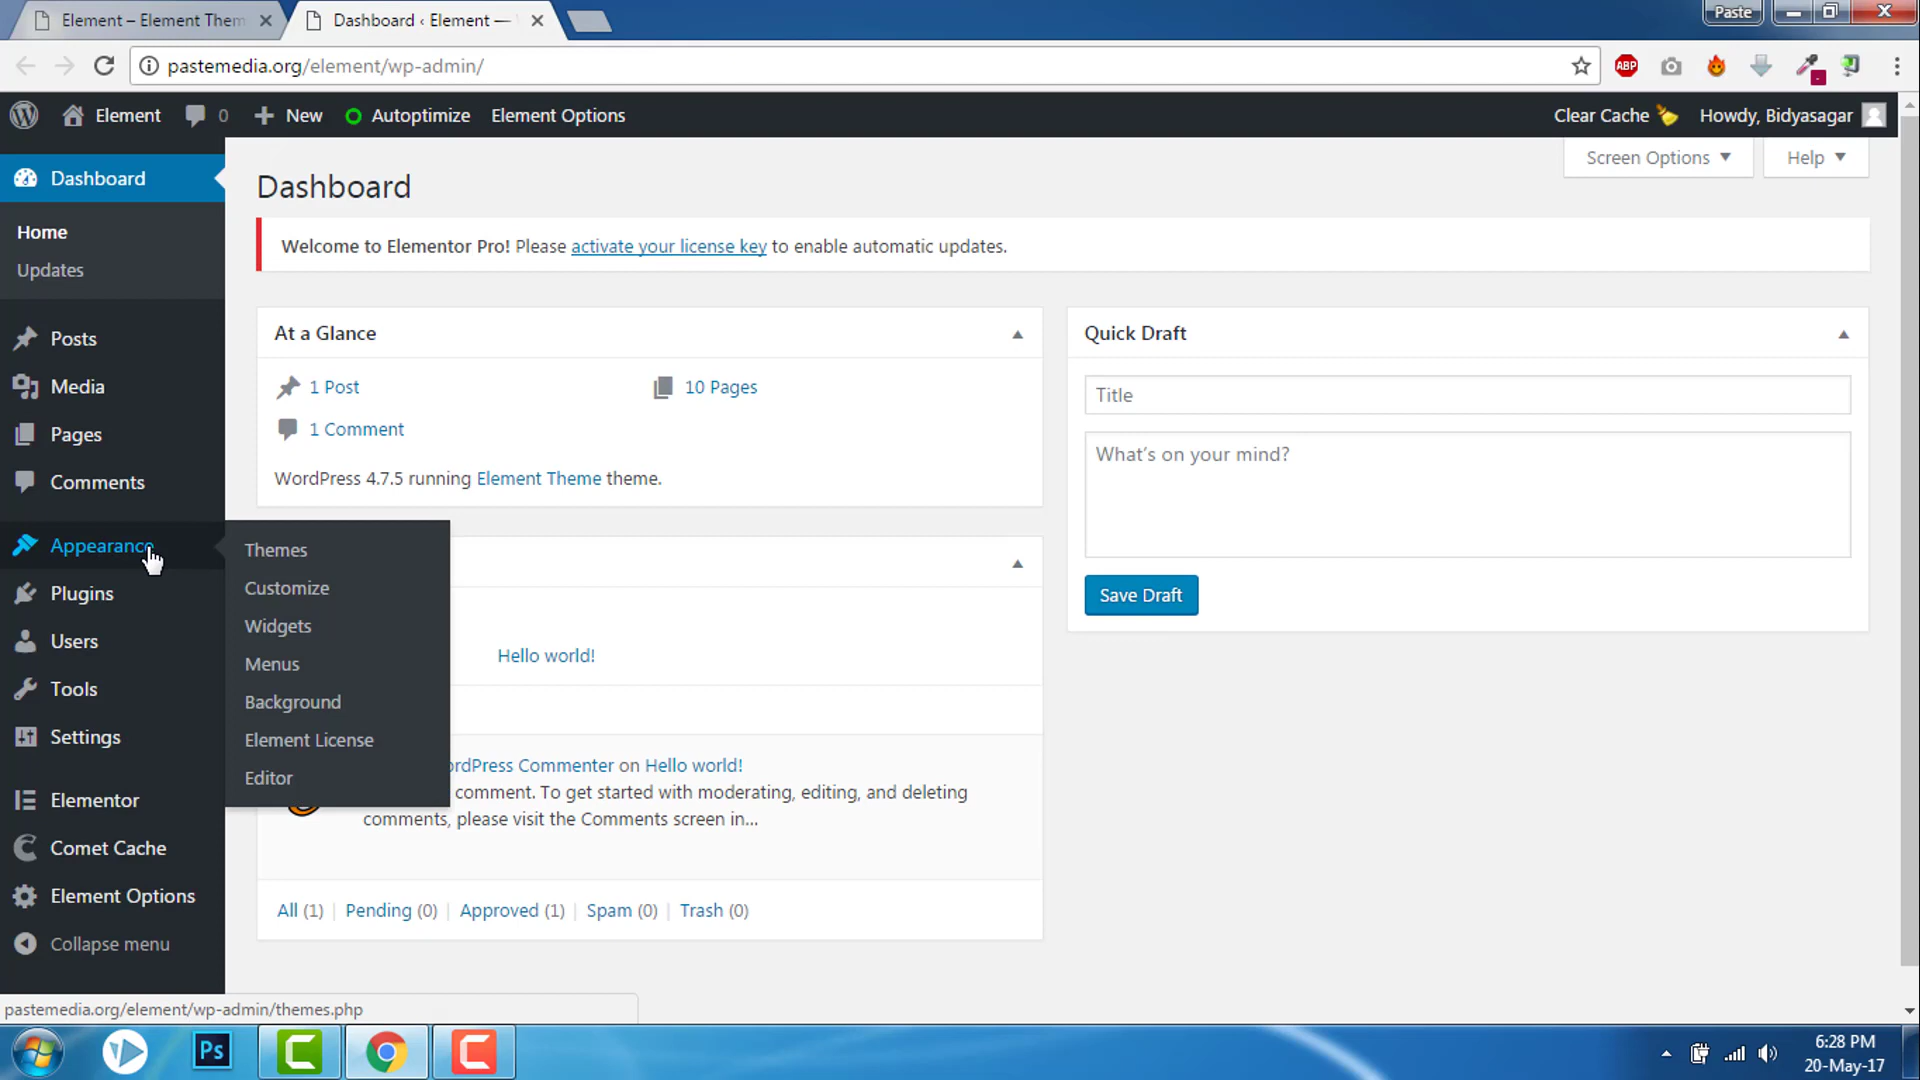 Element – Element Them
Dashboard ‹ Element —
Paste
pastemedia.org/element/wp-admin/
ABP
Element
0
New
Autoptimize
Element Options
Clear Cache
Howdy, Bidyasagar
Dashboard
Home
Updates
Posts
Media
Pages
Comments
Appearance
Plugins
Users
Tools
Settings
Elementor
Comet Cache
Element Options
Collapse menu
Themes
Customize
Widgets
Menus
Background
Element License
Editor
Screen Options
Help
Dashboard
Welcome to Elementor Pro! Please activate your license key to enable automatic updates.
At a Glance
1 Post
10 Pages
1 Comment
WordPress 4.7.5 running Element Theme theme.
Hello world!
ordPress Commenter on Hello world!
comment. To get started with moderating, editing, and deleting
comments, please visit the Comments screen in...
All (1) | Pending (0) | Approved (1) | Spam (0) | Trash (0)
Quick Draft
Title
What's on your mind?
Save Draft
pastemedia.org/element/wp-admin/themes.php
Ps
6:28 PM
20-May-17